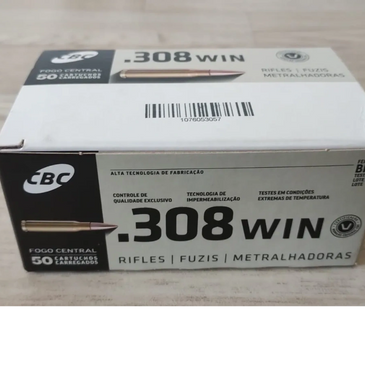 CBC
.308 WIN
FOGO CENTRAL
50 CARTUCHOS CARREGADOS
RIFLES | FUZIS |
METRALHADORAS
1076053057
CBC
ALTA TECNOLOGIA DE FABRICAÇÃO
CONTROLE DE
QUALIDADE EXCLUSIVO
TECNOLOGIA DE
IMPERMEABILIZAÇÃO
TESTES EM CONDIÇÕES
EXTREMAS DE TEMPERATURA
.308 WIN
FOGO CENTRAL
50 CARTUCHOS
CARREGADOS
RIFLES | FUZIS | METRALHADORAS